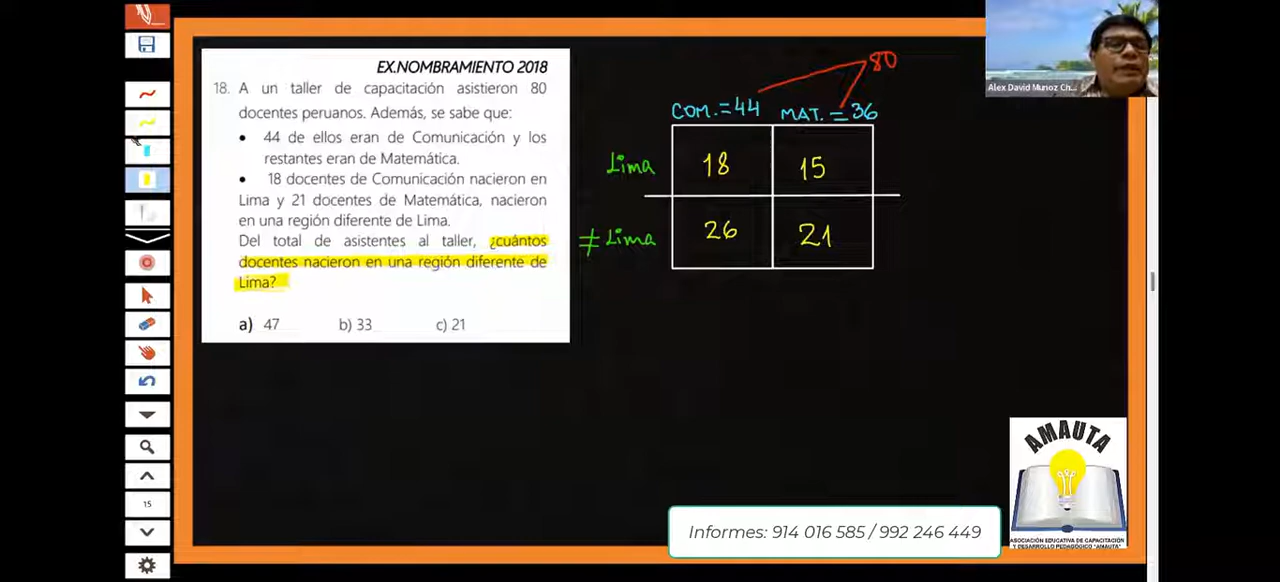 EX.NOMBRAMIENTO 2018
18. A un taller de capacitación asistieron 80
docentes peruanos. Además, se sabe que:
• 44 de ellos eran de Comunicación y los
restantes eran de Matemática.
• 18 docentes de Comunicación nacieron en
Lima y 21 docentes de Matemática, nacieron
en una región diferente de Lima.
Del total de asistentes al taller, ¿cuántos
docentes nacieron en una región diferente de
Lima?
a) 47 b) 33 c) 21
80
COM. = 44 MAT. = 36
Lima 18 15
≠ Lima 26 21
Alex David Munoz Ch...
15
AMAUTA
ASOCIACIÓN EDUCATIVA DE CAPACITACIÓN
Y DESARROLLO PEDAGÓGICO "AMAUTA"
Informes: 914 016 585 / 992 246 449